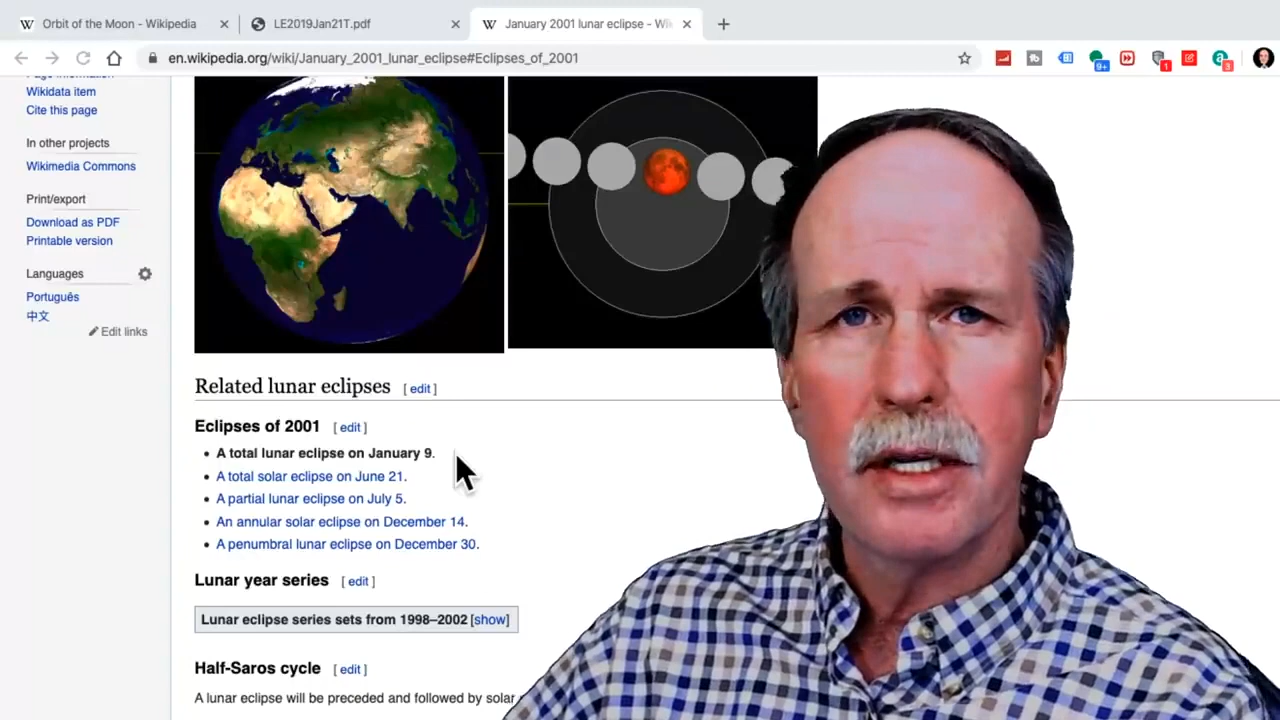 Orbit of the Moon - Wikipedia
LE2019Jan21T.pdf
January 2001 lunar eclipse - Wi
en.wikipedia.org/wiki/January_2001_lunar_eclipse#Eclipses_of_2001
9+
1
3
Page information
Wikidata item
Cite this page
In other projects
Wikimedia Commons
Print/export
Download as PDF
Printable version
Languages
Português
中文
Edit links
Related lunar eclipses [ edit ]
Eclipses of 2001 [ edit ]
• A total lunar eclipse on January 9.
• A total solar eclipse on June 21.
• A partial lunar eclipse on July 5.
• An annular solar eclipse on December 14.
• A penumbral lunar eclipse on December 30.
Lunar year series [ edit ]
Lunar eclipse series sets from 1998–2002 [show]
Half-Saros cycle [ edit ]
A lunar eclipse will be preceded and followed by solar